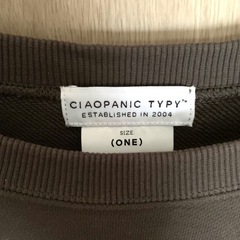 CIAOPANIC TYPY™
ESTABLISHED IN 2004
SIZE
(ONE)